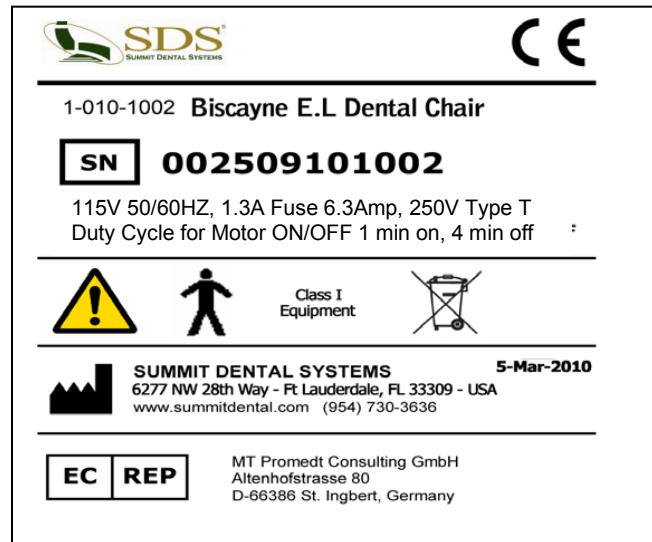 SDS®
SUMMIT DENTAL SYSTEMS
CE
1-010-1002 Biscayne E.L Dental Chair
SN 002509101002
115V 50/60HZ, 1.3A Fuse 6.3Amp, 250V Type T
Duty Cycle for Motor ON/OFF 1 min on, 4 min off
Class I
Equipment
SUMMIT DENTAL SYSTEMS 5-Mar-2010
6277 NW 28th Way - Ft Lauderdale, FL 33309 - USA
www.summitdental.com (954) 730-3636
EC REP
MT Promedt Consulting GmbH
Altenhofstrasse 80
D-66386 St. Ingbert, Germany